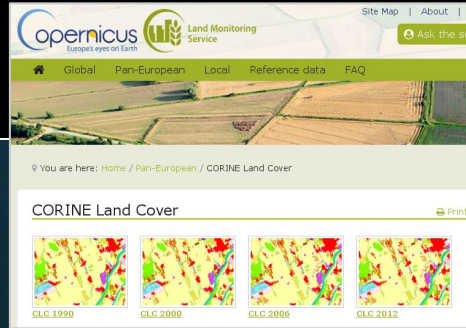 Site Map | About |
opernicus
Europe's eyes on Earth
Land Monitoring
Service
Ask the se
Global Pan-European Local Reference data FAQ
You are here: Home / Pan-European / CORINE Land Cover
CORINE Land Cover
Print
CLC 1990 CLC 2000 CLC 2006 CLC 2012